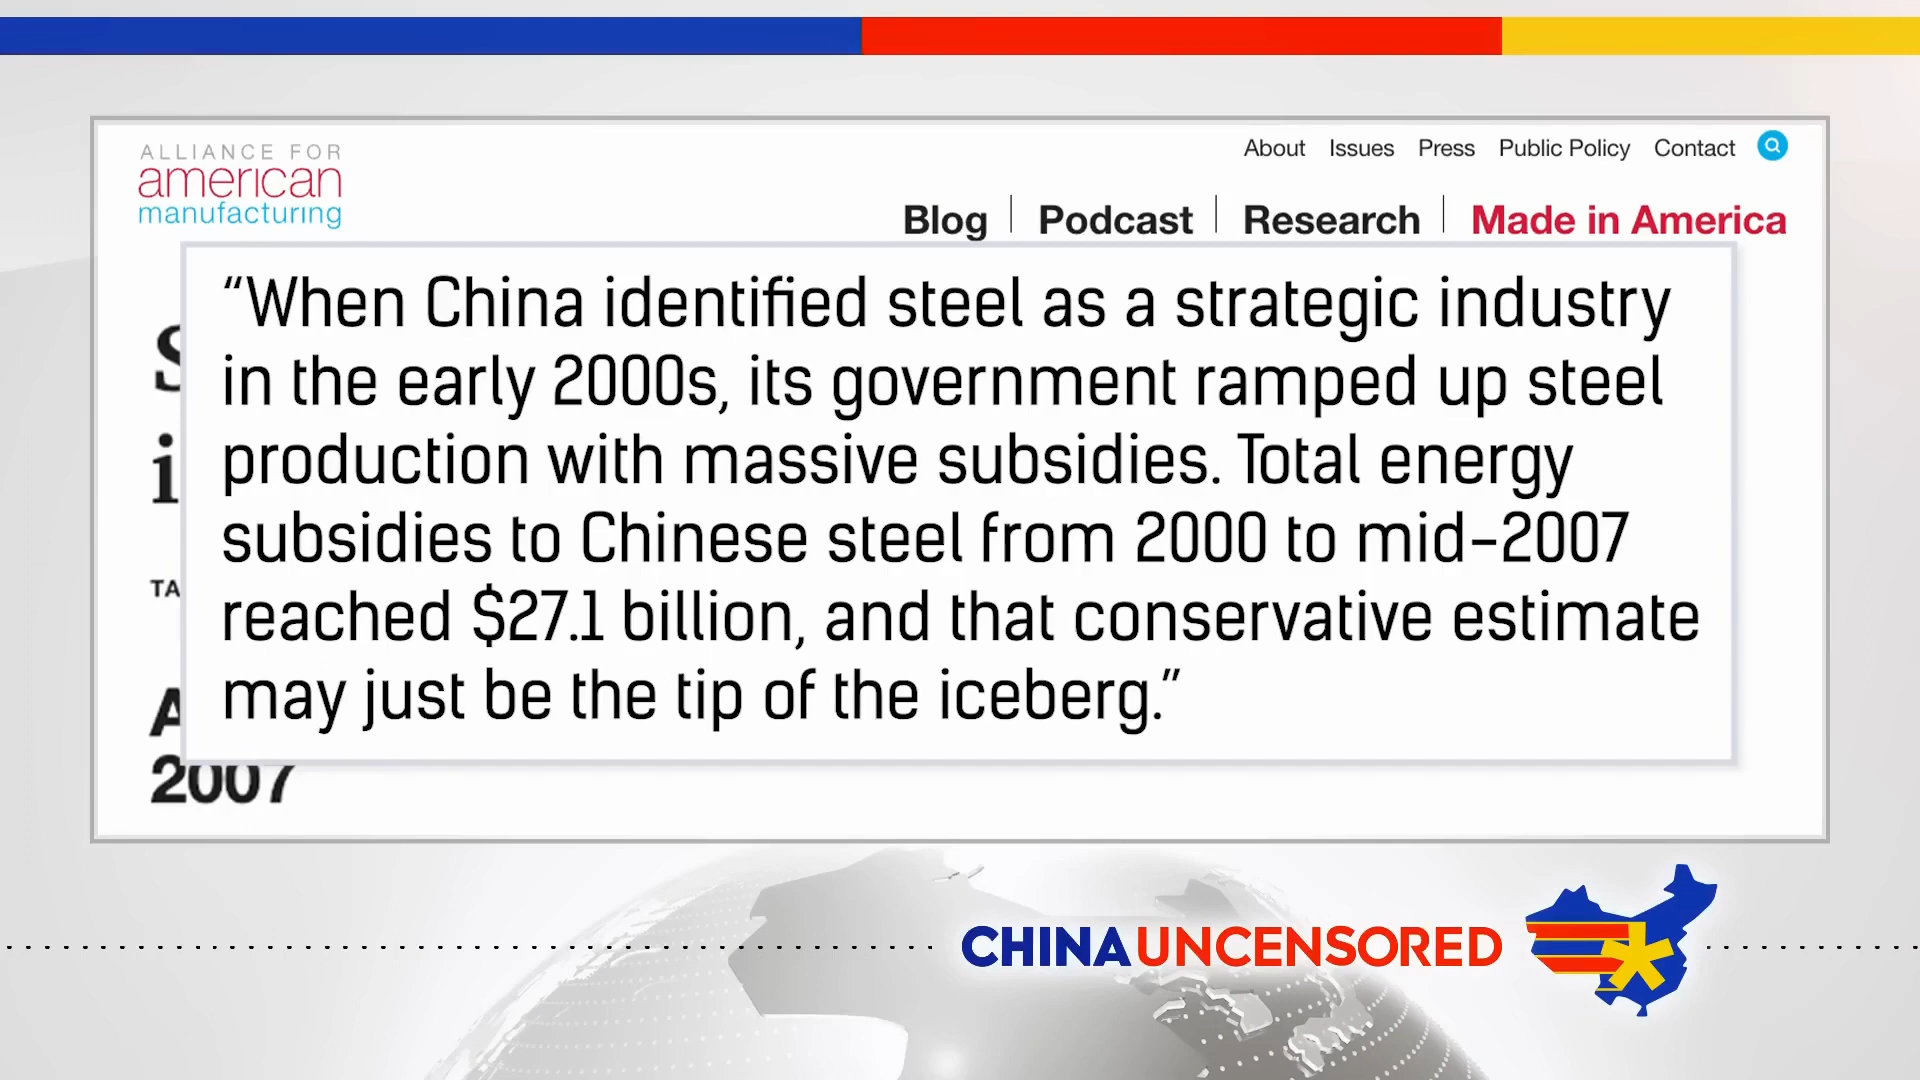 ALLIANCE FOR
american
manufacturing
About Issues Press Public Policy Contact
Blog Podcast Research Made in America
“When China identified steel as a strategic industry
in the early 2000s, its government ramped up steel
production with massive subsidies. Total energy
subsidies to Chinese steel from 2000 to mid-2007
reached $27.1 billion, and that conservative estimate
may just be the tip of the iceberg.”
2007
CHINA UNCENSORED